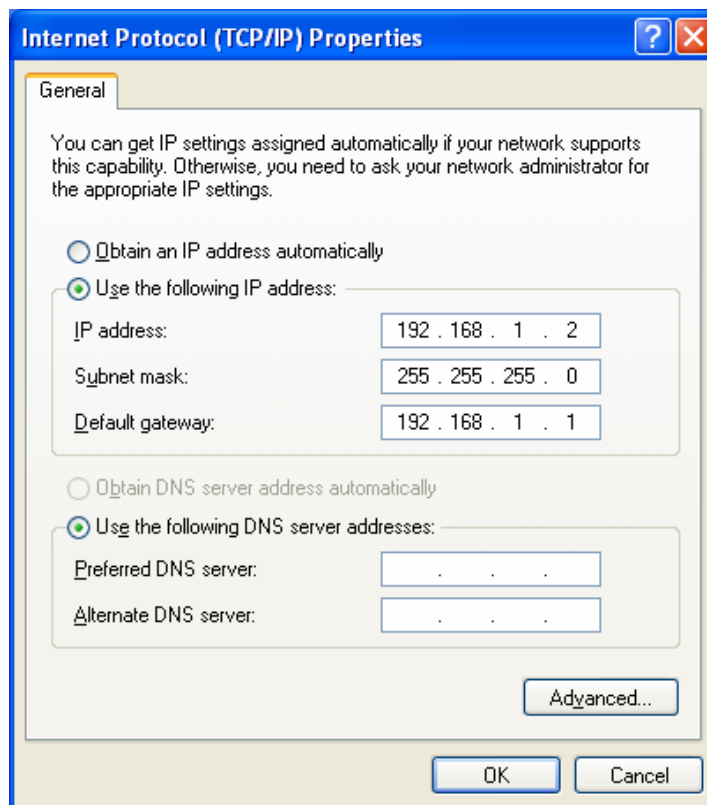 Internet Protocol (TCP/IP) Properties
General
You can get IP settings assigned automatically if your network supports
this capability. Otherwise, you need to ask your network administrator for
the appropriate IP settings.
Obtain an IP address automatically
Use the following IP address:
IP address: 192 . 168 . 1 . 2
Subnet mask: 255 . 255 . 255 . 0
Default gateway: 192 . 168 . 1 . 1
Obtain DNS server address automatically
Use the following DNS server addresses:
Preferred DNS server: . . .
Alternate DNS server: . . .
Advanced...
OK Cancel